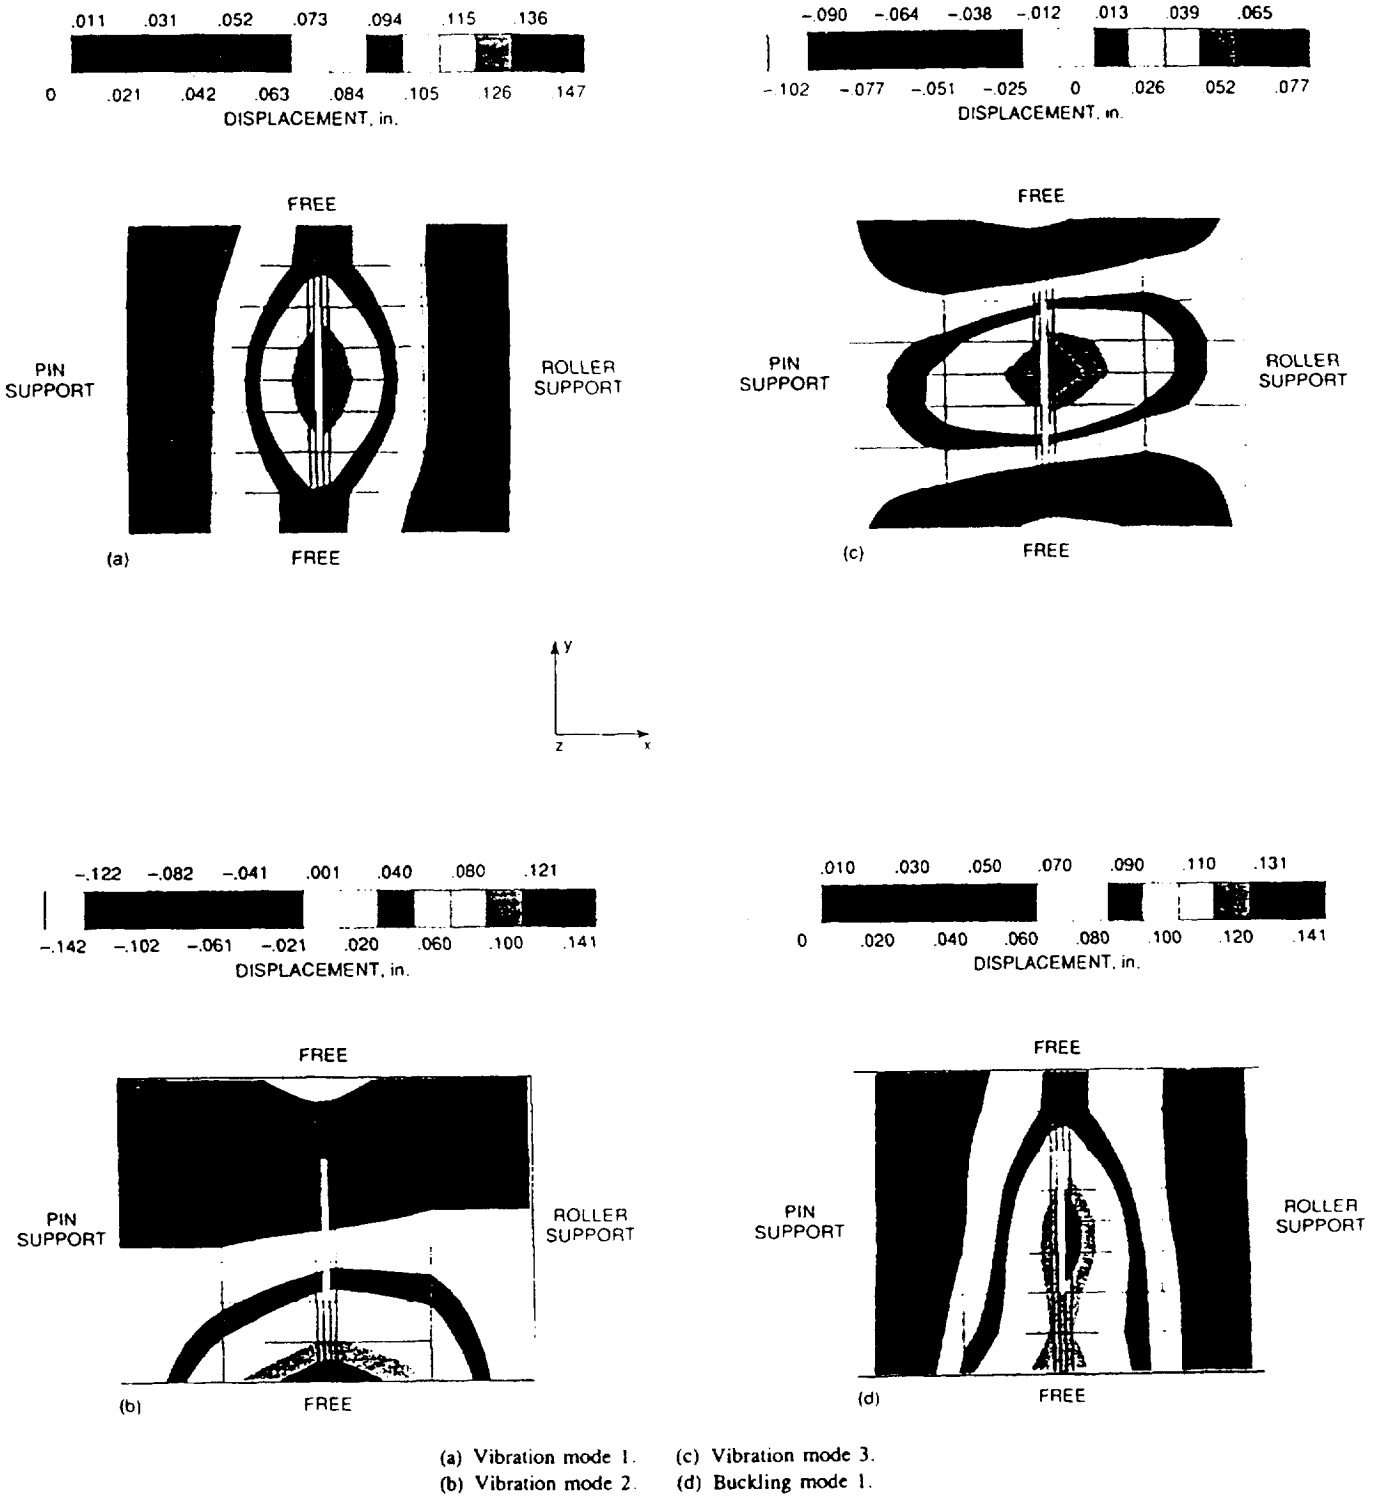 .011 .031 .052 .073 .094 .115 .136
0 .021 .042 .063 .084 .105 .126 .147
DISPLACEMENT, in.
FREE
PIN
SUPPORT
ROLLER
SUPPORT
(a)
FREE
-.090 -.064 -.038 -.012 .013 .039 .065
-.102 -.077 -.051 -.025 0 .026 .052 .077
DISPLACEMENT, in.
FREE
PIN
SUPPORT
ROLLER
SUPPORT
(c)
FREE
y
z
x
-.122 -.082 -.041 .001 .040 .080 .121
-.142 -.102 -.061 -.021 .020 .060 .100 .141
DISPLACEMENT, in.
FREE
PIN
SUPPORT
ROLLER
SUPPORT
(b)
FREE
.010 .030 .050 .070 .090 .110 .131
0 .020 .040 .060 .080 .100 .120 .141
DISPLACEMENT, in.
FREE
PIN
SUPPORT
ROLLER
SUPPORT
(d)
FREE
(a) Vibration mode 1. (c) Vibration mode 3.
(b) Vibration mode 2. (d) Buckling mode 1.